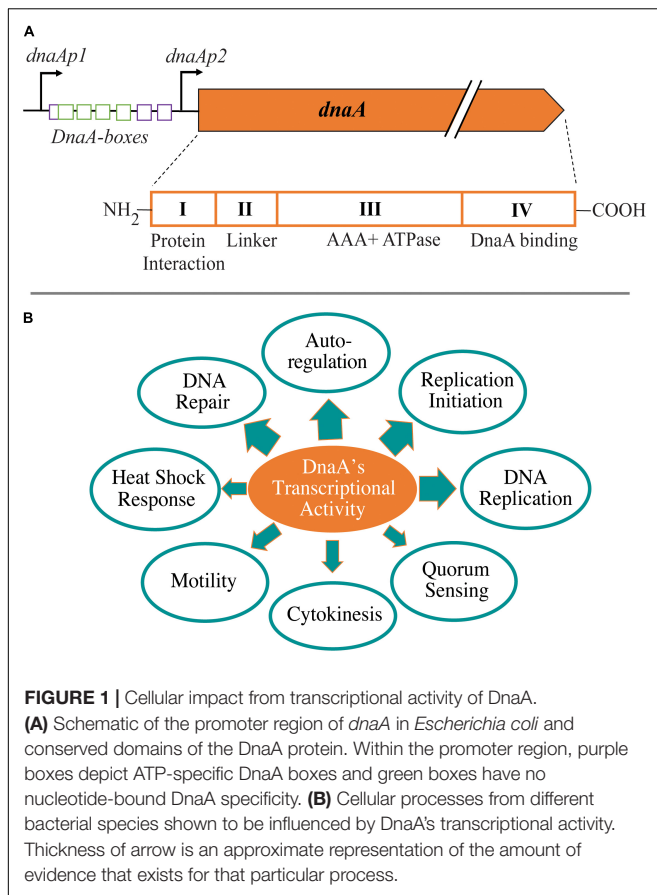 A
dnaAp1
dnaAp2
dnaA
DnaA-boxes
NH2
I
II
III
IV
COOH
Protein
Interaction
Linker
AAA+ ATPase
DnaA binding
B
Auto-
regulation
DNA
Repair
Replication
Initiation
Heat Shock
Response
DnaA's
Transcriptional
Activity
DNA
Replication
Motility
Cytokinesis
Quorum
Sensing
FIGURE 1 | Cellular impact from transcriptional activity of DnaA.
(A) Schematic of the promoter region of dnaA in Escherichia coli and
conserved domains of the DnaA protein. Within the promoter region, purple
boxes depict ATP-specific DnaA boxes and green boxes have no
nucleotide-bound DnaA specificity. (B) Cellular processes from different
bacterial species shown to be influenced by DnaA's transcriptional activity.
Thickness of arrow is an approximate representation of the amount of
evidence that exists for that particular process.